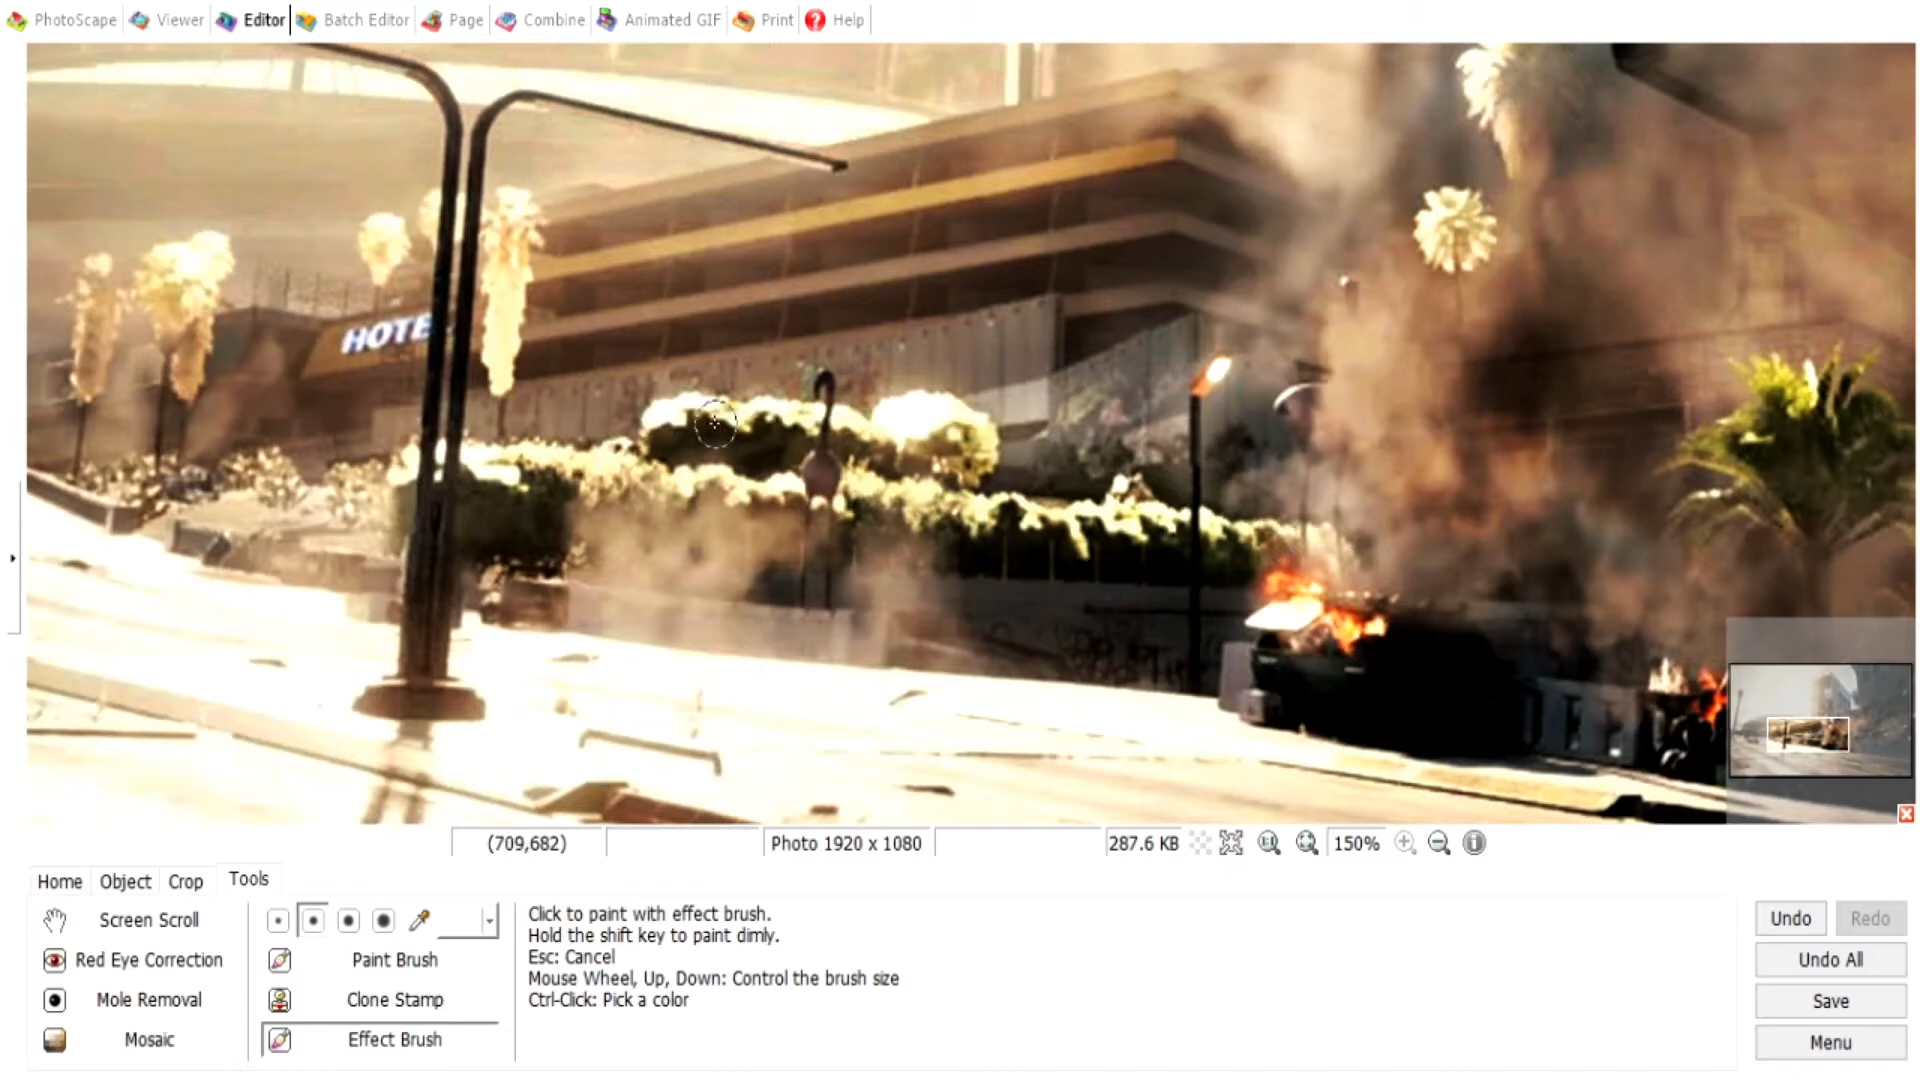 PhotoScape Viewer Editor Batch Editor Page Combine Animated GIF Print Help
HOTE
(709,682) Photo 1920 x 1080 287.6 KB 150%
Home Object Crop Tools
Screen Scroll
Red Eye Correction
Mole Removal
Mosaic
Paint Brush
Clone Stamp
Effect Brush
Click to paint with effect brush.
Hold the shift key to paint dimly.
Esc: Cancel
Mouse Wheel, Up, Down: Control the brush size
Ctrl-Click: Pick a color
Undo Redo
Undo All
Save
Menu